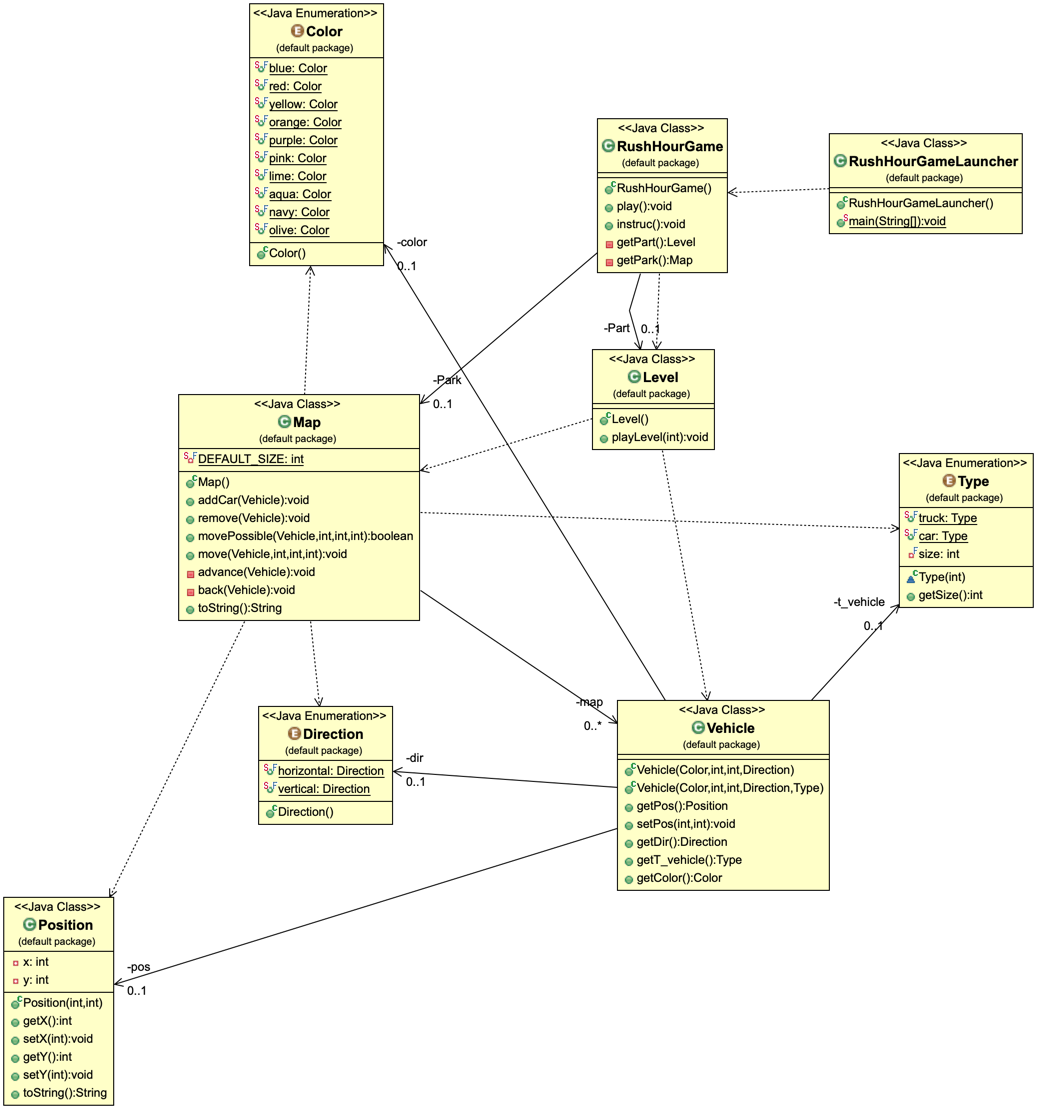 <<Java Enumeration>>
Color
(default package)
blue: Color
red: Color
yellow: Color
orange: Color
purple: Color
pink: Color
lime: Color
aqua: Color
navy: Color
olive: Color
Color()
<<Java Class>>
RushHourGame
(default package)
RushHourGame()
play():void
instruc():void
getPart():Level
getPark():Map
<<Java Class>>
RushHourGameLauncher
(default package)
RushHourGameLauncher()
main(String[]):void
-color
0..1
-Part
0..1
-Park
0..1
<<Java Class>>
Level
(default package)
Level()
playLevel(int):void
<<Java Class>>
Map
(default package)
DEFAULT_SIZE: int
Map()
addCar(Vehicle):void
remove(Vehicle):void
movePossible(Vehicle,int,int,int):boolean
move(Vehicle,int,int,int):void
advance(Vehicle):void
back(Vehicle):void
toString():String
<<Java Enumeration>>
Type
(default package)
truck: Type
car: Type
size: int
Type(int)
getSize():int
-t_vehicle
0..1
-map
0..*
<<Java Enumeration>>
Direction
(default package)
horizontal: Direction
vertical: Direction
Direction()
-dir
0..1
<<Java Class>>
Vehicle
(default package)
Vehicle(Color,int,int,Direction)
Vehicle(Color,int,int,Direction,Type)
getPos():Position
setPos(int,int):void
getDir():Direction
getT_vehicle():Type
getColor():Color
-pos
0..1
<<Java Class>>
Position
(default package)
x: int
y: int
Position(int,int)
getX():int
setX(int):void
getY():int
setY(int):void
toString():String